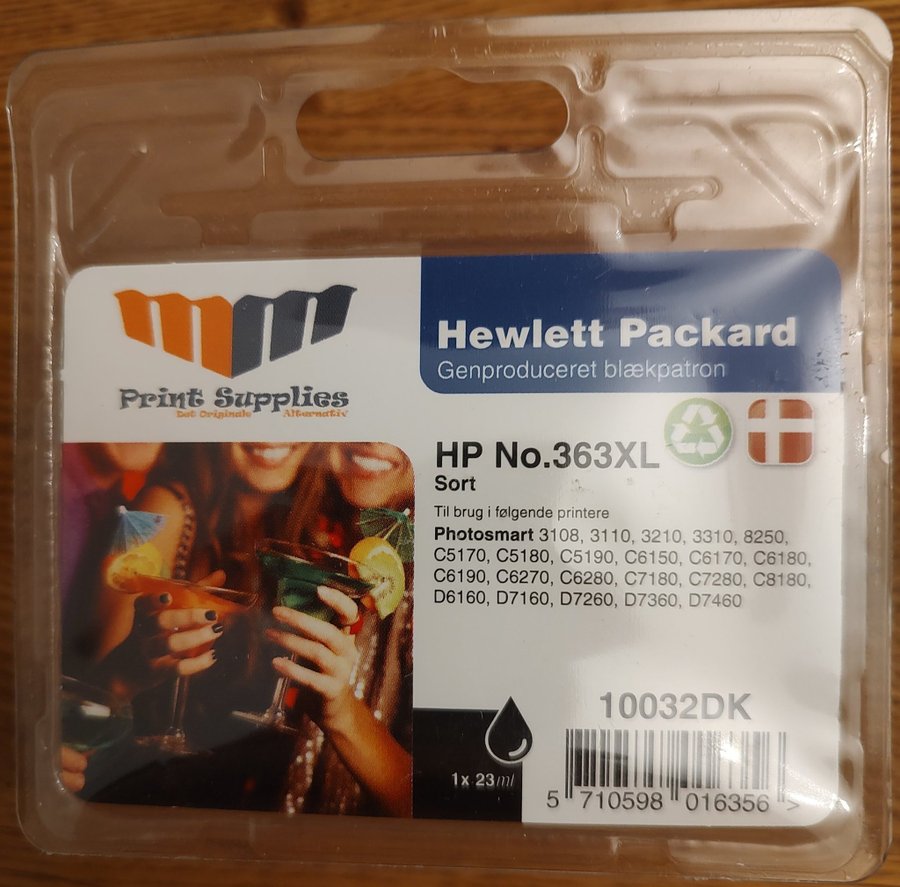 mm
Print Supplies
Det Originale Alternativ
Hewlett Packard
Genproduceret blækpatron
HP No.363XL
Sort
Til brug i følgende printere
Photosmart 3108, 3110, 3210, 3310, 8250,
C5170, C5180, C5190, C6150, C6170, C6180,
C6190, C6270, C6280, C7180, C7280, C8180,
D6160, D7160, D7260, D7360, D7460
1x 23ml
10032DK
5 710598 016356 >